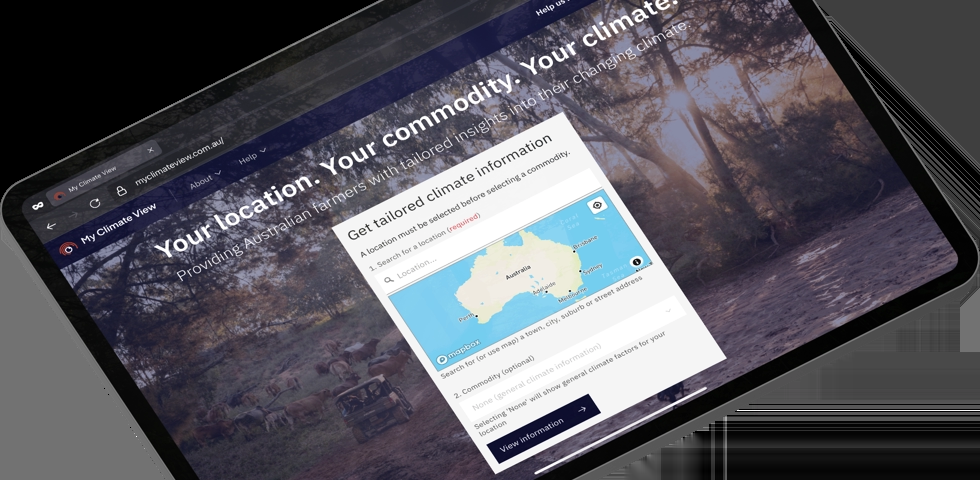 My Climate View
myclimateview.com.au/
My Climate View
About
Help
Help us
Your location. Your commodity. Your climate.
Providing Australian farmers with tailored insights into their changing climate.
Get tailored climate information
A location must be selected before selecting a commodity.
1. Search for a location (required)
Location...
Coral
Sea
Brisbane
Australia
Sydney
Adelaide
Melbourne
Perth
Tasman
mapbox
Search for (or use map) a town, city, suburb or street address
2. Commodity (optional)
None (general climate information)
Selecting 'None' will show general climate factors for your
location
View information